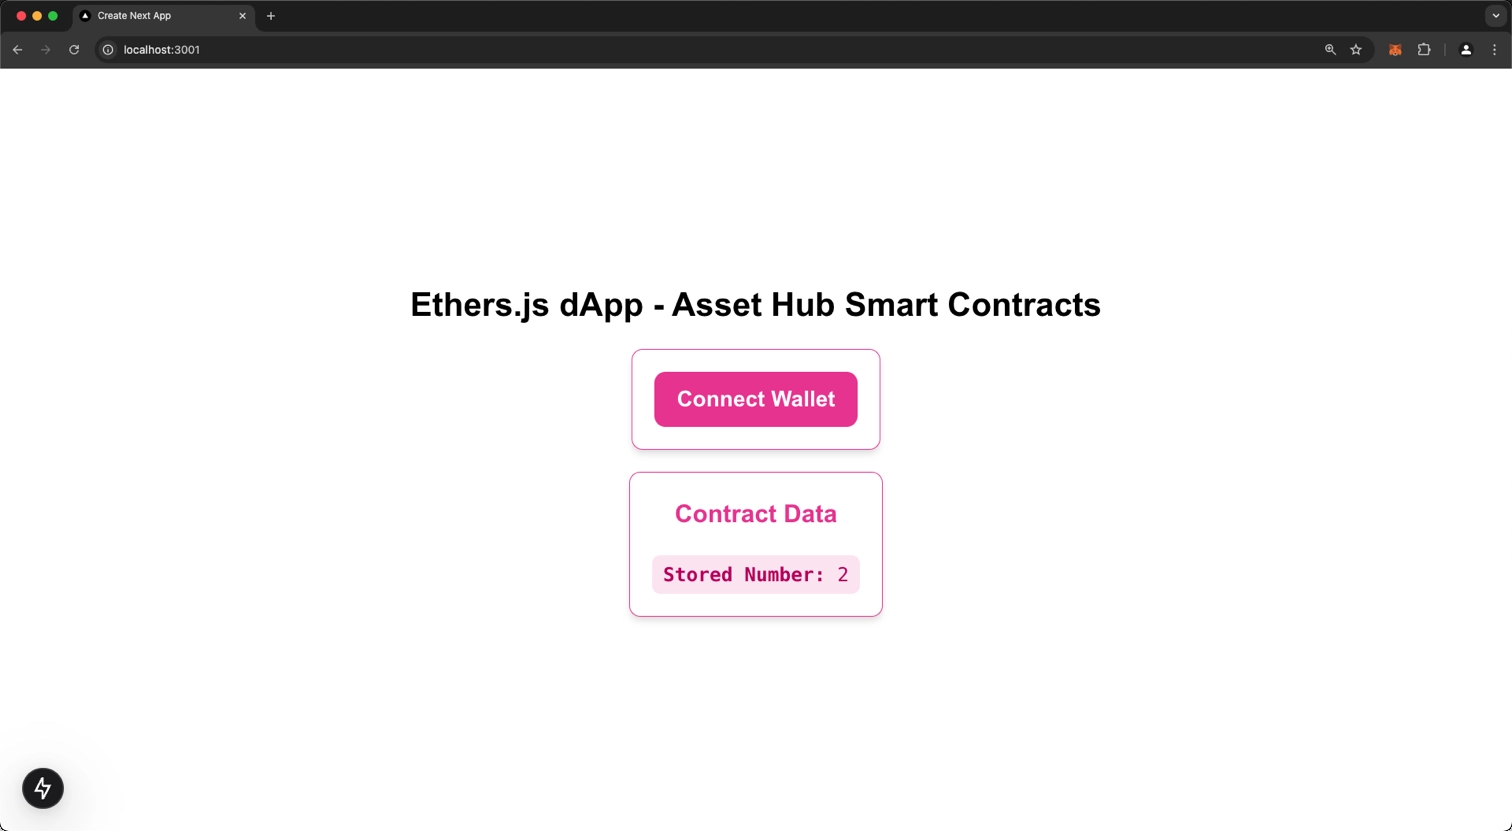 Create Next App
localhost:3001
Ethers.js dApp - Asset Hub Smart Contracts
Connect Wallet
Contract Data
Stored Number: 2